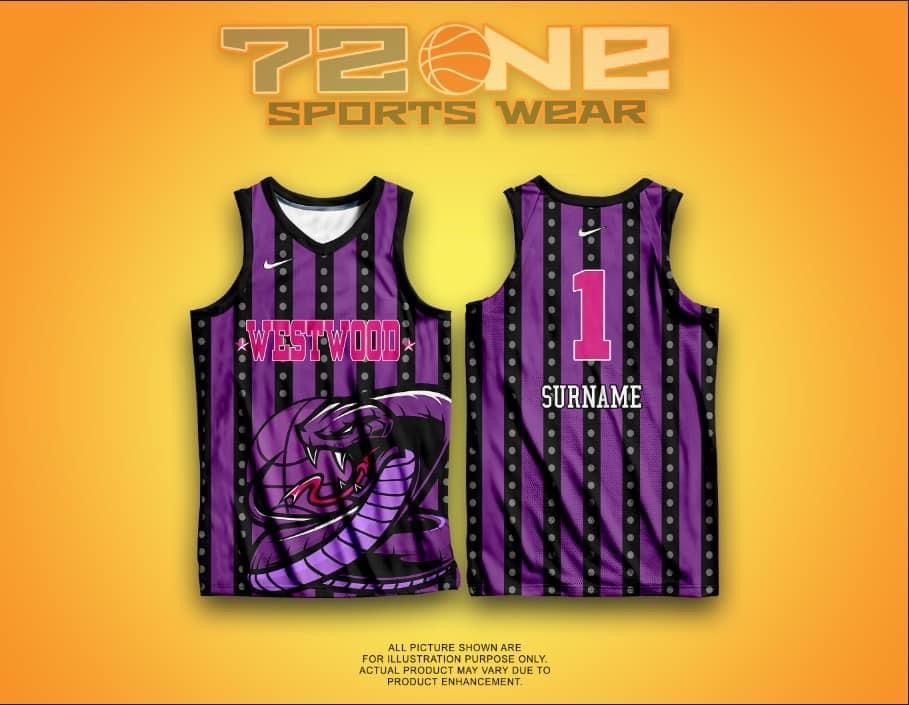 7ZONE
SPORTS WEAR
WESTWOOD
1
SURNAME
ALL PICTURE SHOWN ARE
FOR ILLUSTRATION PURPOSE ONLY.
ACTUAL PRODUCT MAY VARY DUE TO
PRODUCT ENHANCEMENT.